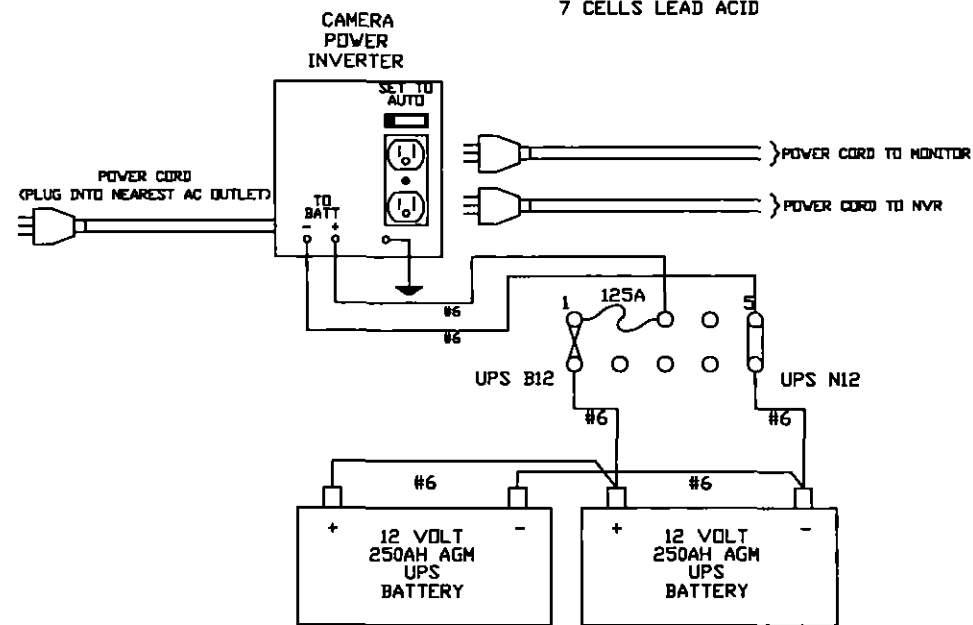 7 CELLS LEAD ACID
CAMERA
POWER
INVERTER
SET TO
AUTO
POWER CORD
(PLUG INTO NEAREST AC OUTLET)
TO
BATT
- +
POWER CORD TO MONITOR
POWER CORD TO NVR
#6
#6
1 125A 5
UPS B12
UPS N12
#6
#6
#6
#6
+ -
12 VOLT
250AH AGM
UPS
BATTERY
+ -
12 VOLT
250AH AGM
UPS
BATTERY